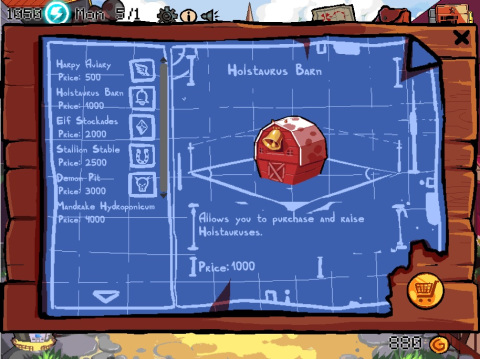 1050 Mon. 5/1
Harpy Aviary
Price: 500
Holstaurus Barn
Price: 1000
Elf Stockades
Price: 2000
Stallion Stable
Price: 2500
Demon Pit
Price: 3000
Mandrake Hydroponicum
Price: 4000
Holstaurus Barn
Allows you to purchase and raise
Holstauruses.
Price: 1000
880 G